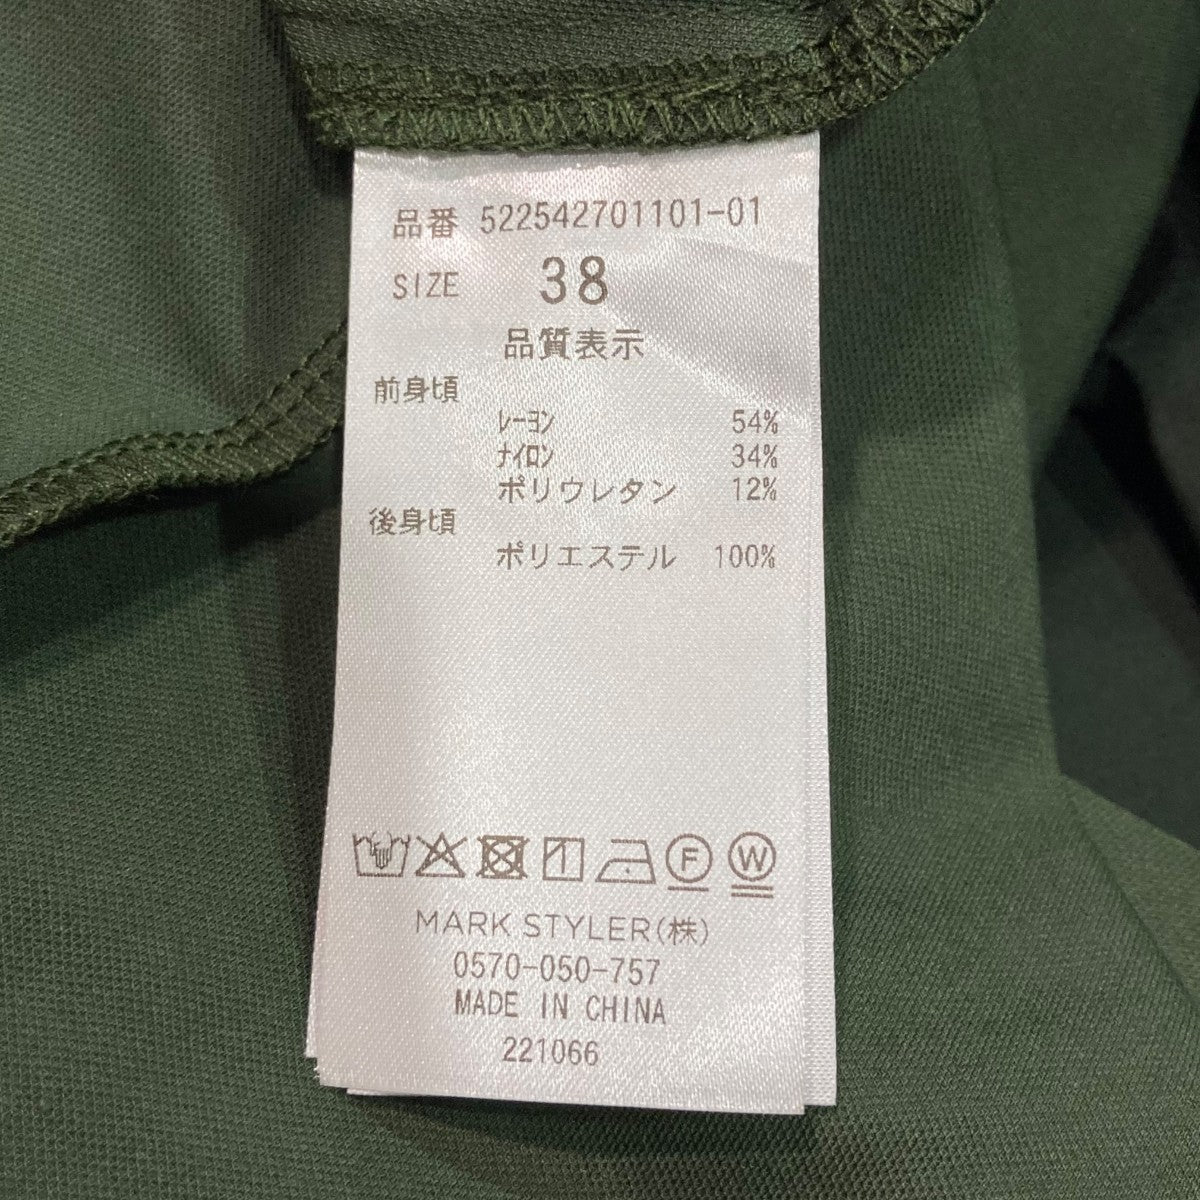 品番 522542701101-01
SIZE 38
品質表示
前身頃
レーヨン 54%
ナイロン 34%
ポリウレタン 12%
後身頃
ポリエステル 100%
F W
MARK STYLER(株)
0570-050-757
MADE IN CHINA
221066